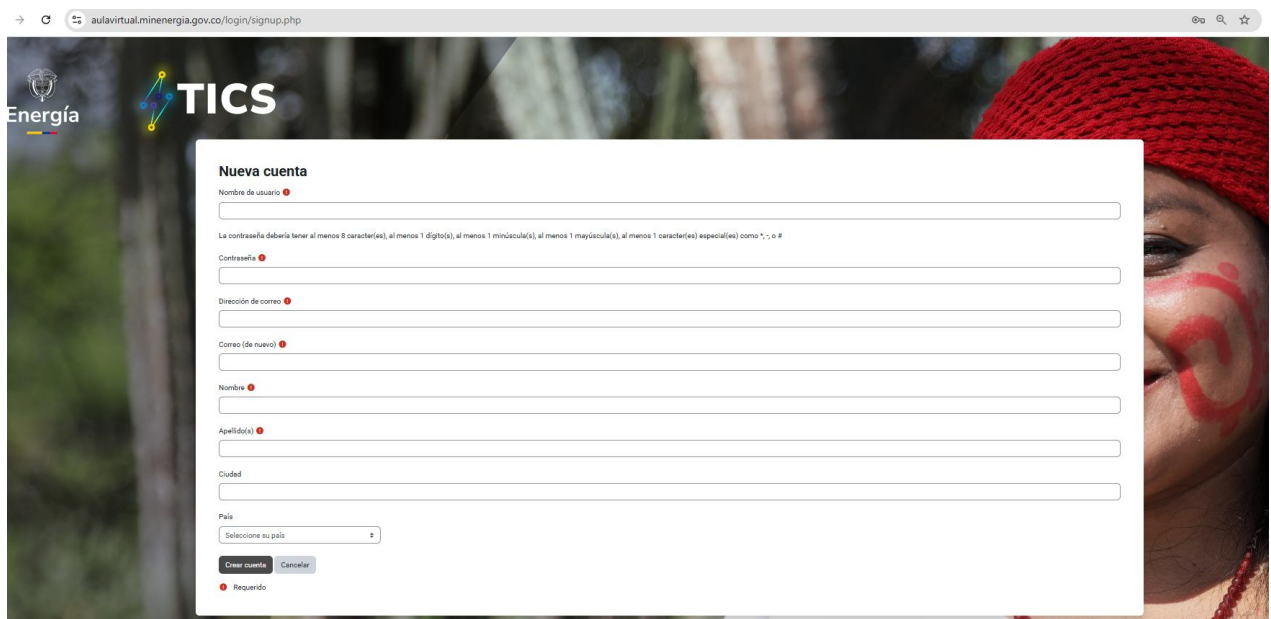 aulavirtual.minenergia.gov.co/login/signup.php
Energía
TICS
Nueva cuenta
Nombre de usuario
La contraseña debería tener al menos 8 caracter(es), al menos 1 dígito(s), al menos 1 minúscula(s), al menos 1 mayúscula(s), al menos 1 caracter(es) especial(es) como *, -, o #
Contraseña
Dirección de correo
Correo (de nuevo)
Nombre
Apellido(s)
Ciudad
País
Seleccione su país
Crear cuenta Cancelar
Requerido